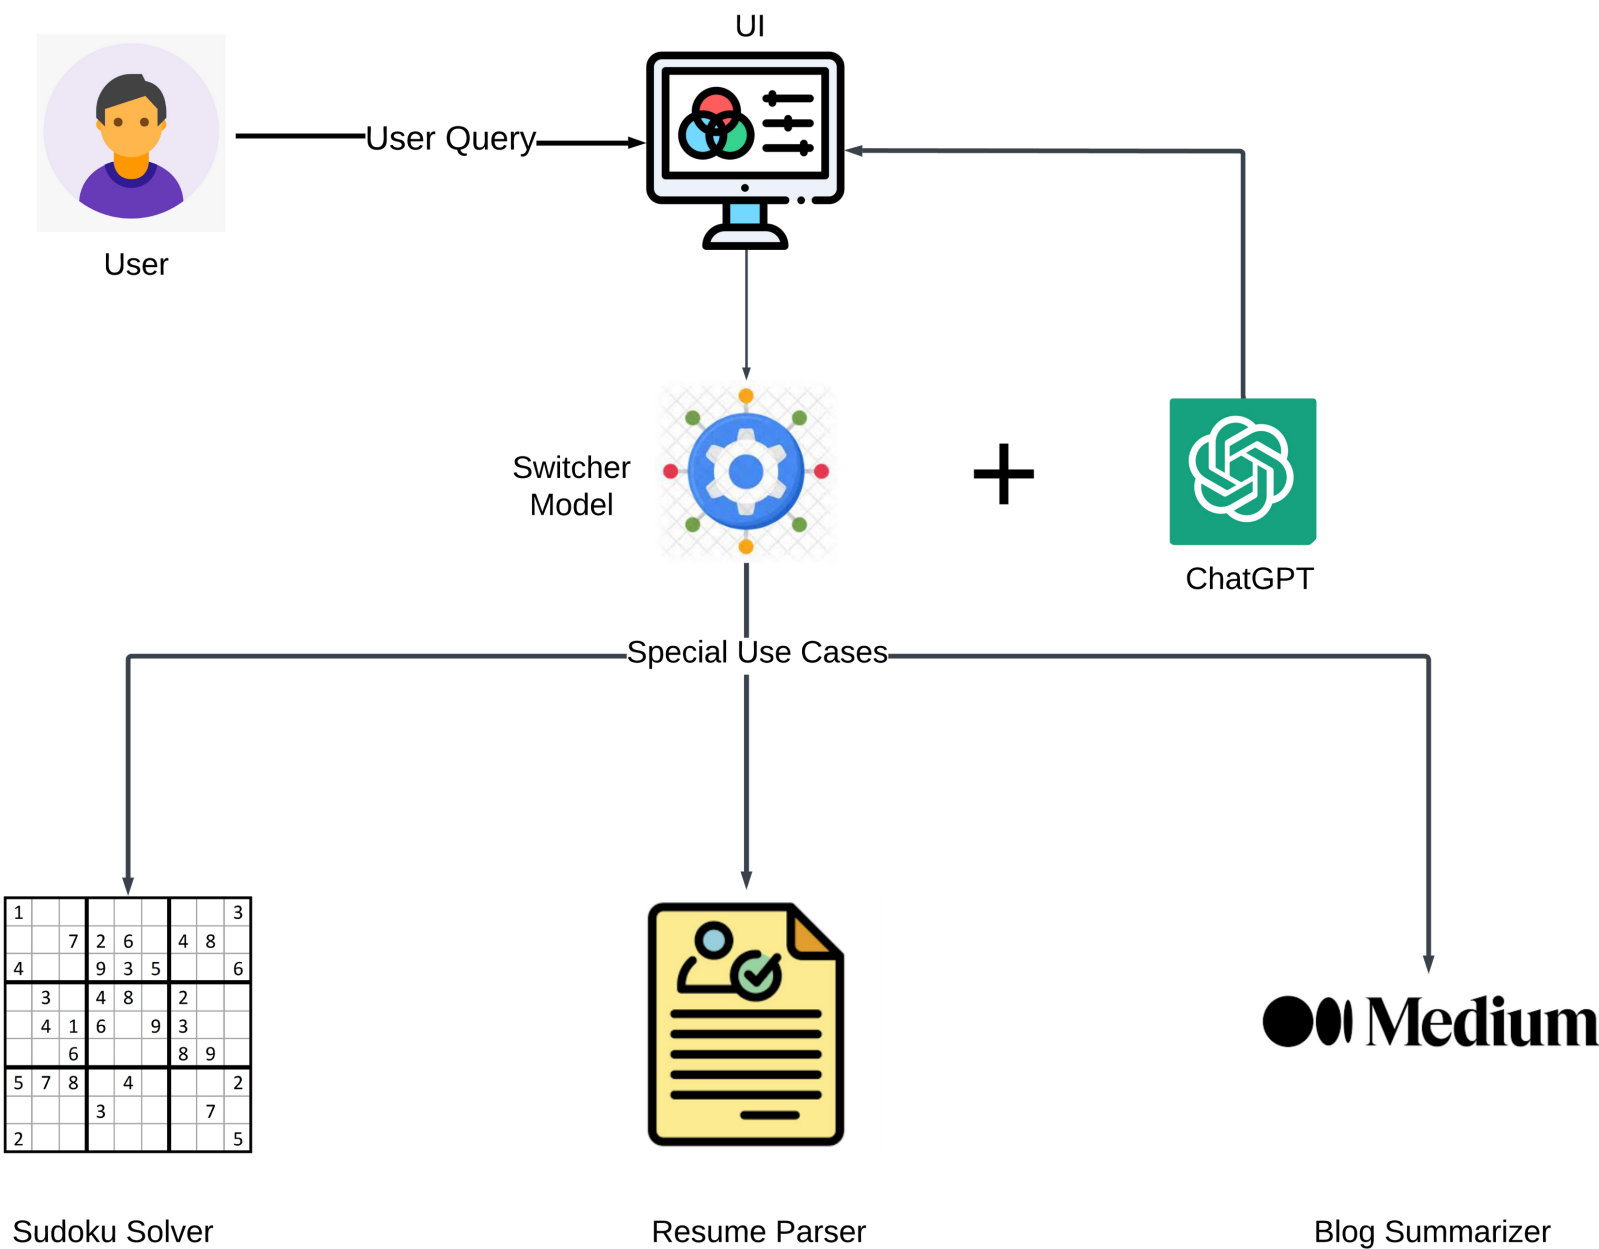 UI
User Query
User
Switcher
Model
+
ChatGPT
Special Use Cases
1 3
7 2 6 4 8
4 9 3 5 6
3 4 8 2
4 1 6 9 3
6 8 9
5 7 8 4 2
3 7
2 5
Medium
Sudoku Solver
Resume Parser
Blog Summarizer